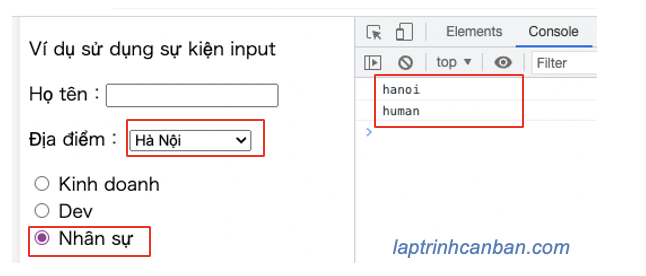 Ví dụ sử dụng sự kiện input
Họ tên :
Địa điểm : Hà Nội
Kinh doanh
Dev
Nhân sự
Elements Console
top Filter
hanoi
human
>
laptrinhcanban.com